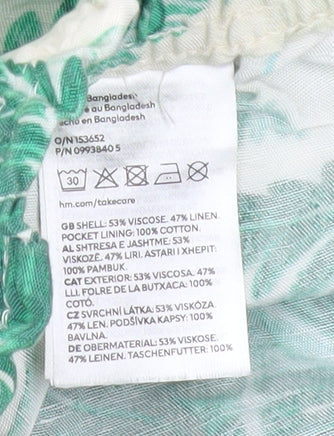 Bangladesh
e au Bangladesh
cho en Bangladesh
O/N 153652
P/N 0993840 5
30
hm.com/takecare
GB SHELL: 53% VISCOSE. 47% LINEN.
POCKET LINING: 100% COTTON.
AL SHTRESA E JASHTME: 53%
VISKOZË. 47% LIRI. ASTARI I XHEPIT:
100% PAMBUK.
CAT EXTERIOR: 53% VISCOSA. 47%
LLI. FOLRE DE LA BUTXACA: 100%
COTÓ.
CZ SVRCHNÍ LÁTKA: 53% VISKÓZA.
47% LEN. PODŠÍVKA KAPSY: 100%
BAVLNA.
DE OBERMATERIAL: 53% VISKOSE.
47% LEINEN. TASCHENFUTTER: 100%